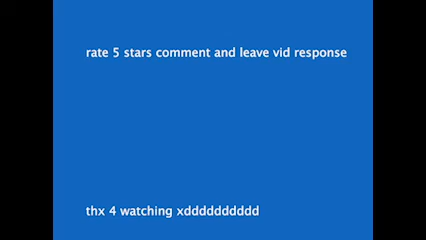 rate 5 stars comment and leave vid response
thx 4 watching xdddddddddd